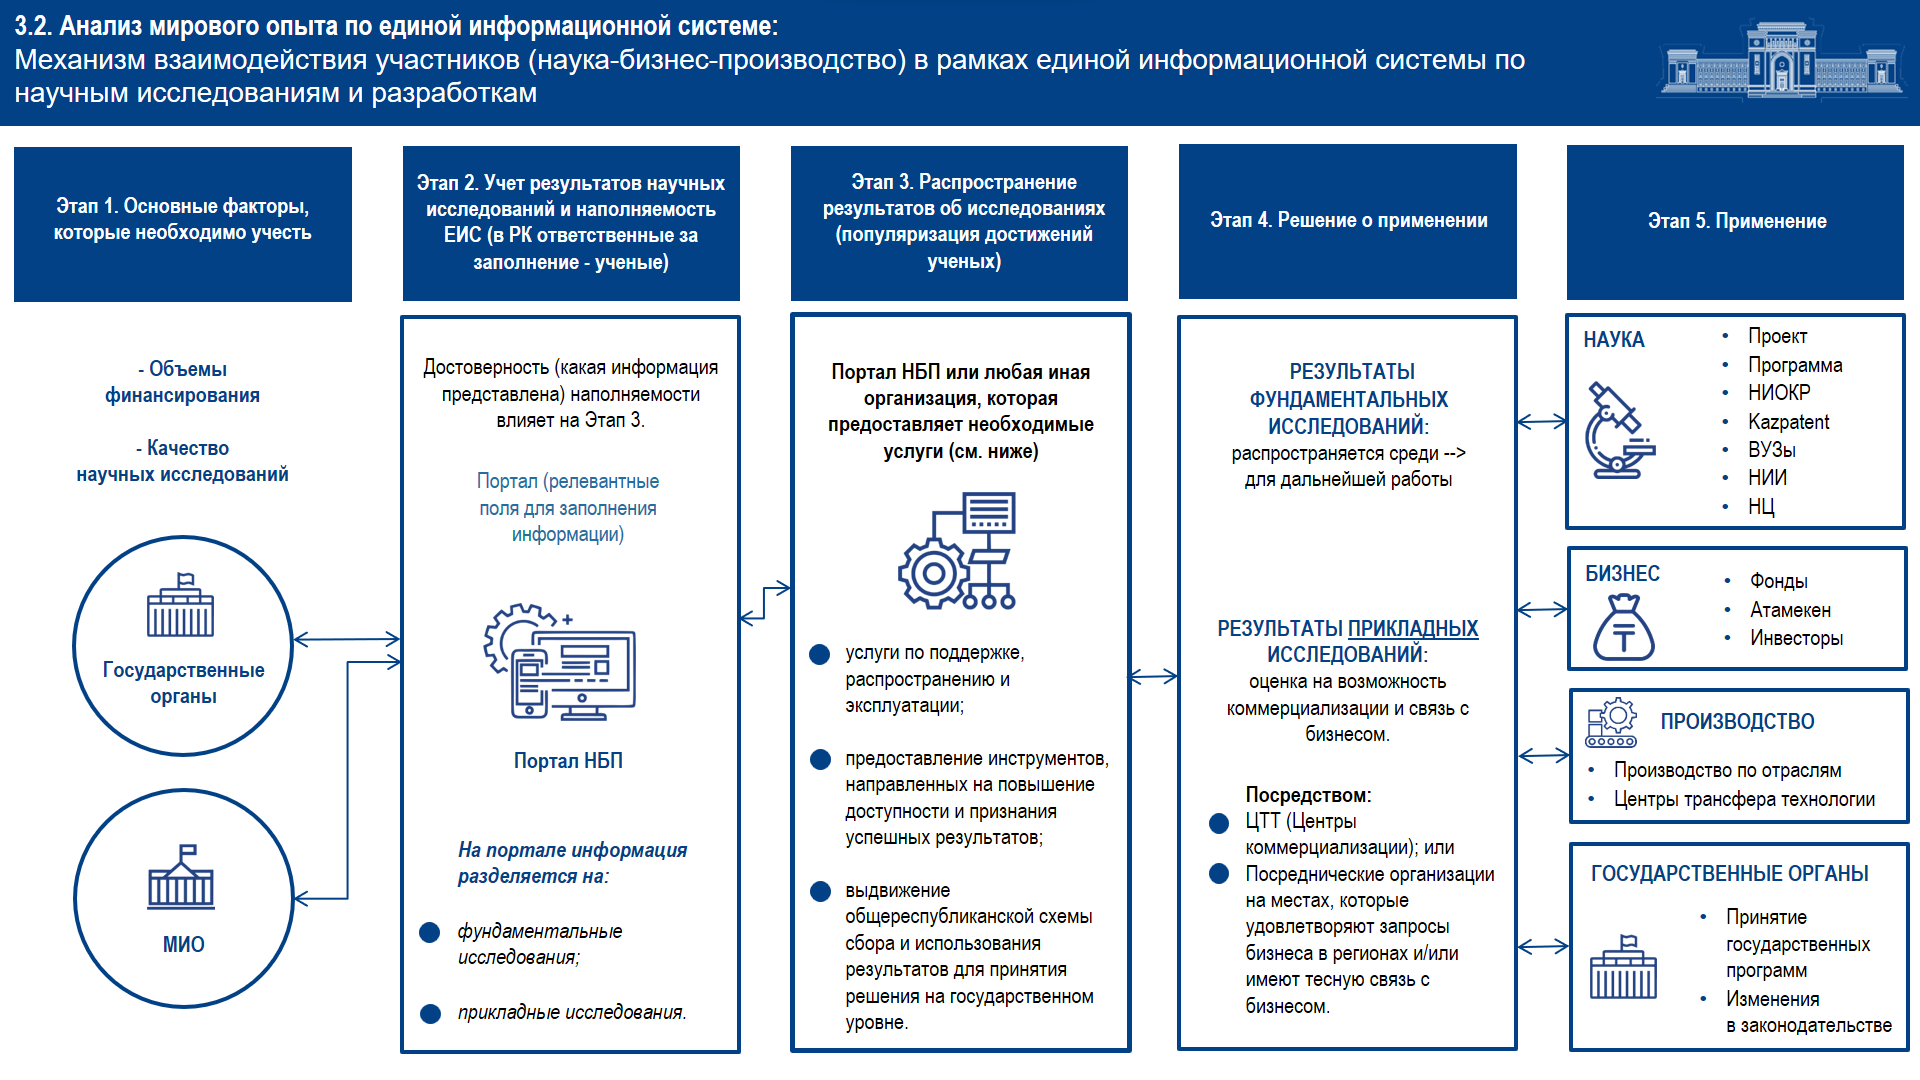 3.2. Анализ мирового опыта по единой информационной системе:
Механизм взаимодействия участников (наука-бизнес-производство) в рамках единой информационной системы по
научным исследованиям и разработкам
Этап 1. Основные факторы,
которые необходимо учесть
- Объемы
финансирования
- Качество
научных исследований
Государственные
органы
МИО
Этап 2. Учет результатов научных
исследований и наполняемость
ЕИС (в РК ответственные за
заполнение - ученые)
Достоверность (какая информация
представлена) наполняемости
влияет на Этап 3.
Портал (релевантные
поля для заполнения
информации)
Портал НБП
На портале информация
разделяется на:
фундаментальные
исследования;
прикладные исследования.
Этап 3. Распространение
результатов об исследованиях
(популяризация достижений
ученых)
Портал НБП или любая иная
организация, которая
предоставляет необходимые
услуги (см. ниже)
услуги по поддержке,
распространению и
эксплуатации;
предоставление инструментов,
направленных на повышение
доступности и признания
успешных результатов;
выдвижение
общереспубликанской схемы
сбора и использования
результатов для принятия
решения на государственном
уровне.
Этап 4. Решение о применении
РЕЗУЛЬТАТЫ
ФУНДАМЕНТАЛЬНЫХ
ИССЛЕДОВАНИЙ:
распространяется среди -->
для дальнейшей работы
РЕЗУЛЬТАТЫ ПРИКЛАДНЫХ
ИССЛЕДОВАНИЙ:
оценка на возможность
коммерциализации и связь с
бизнесом.
Посредством:
ЦТТ (Центры
коммерциализации); или
Посреднические организации
на местах, которые
удовлетворяют запросы
бизнеса в регионах и/или
имеют тесную связь с
бизнесом.
Этап 5. Применение
НАУКА
• Проект
• Программа
• НИОКР
• Kazpatent
• ВУЗы
• НИИ
• НЦ
БИЗНЕС
• Фонды
• Атамекен
• Инвесторы
ПРОИЗВОДСТВО
• Производство по отраслям
• Центры трансфера технологии
ГОСУДАРСТВЕННЫЕ ОРГАНЫ
• Принятие
государственных
программ
• Изменения
в законодательстве